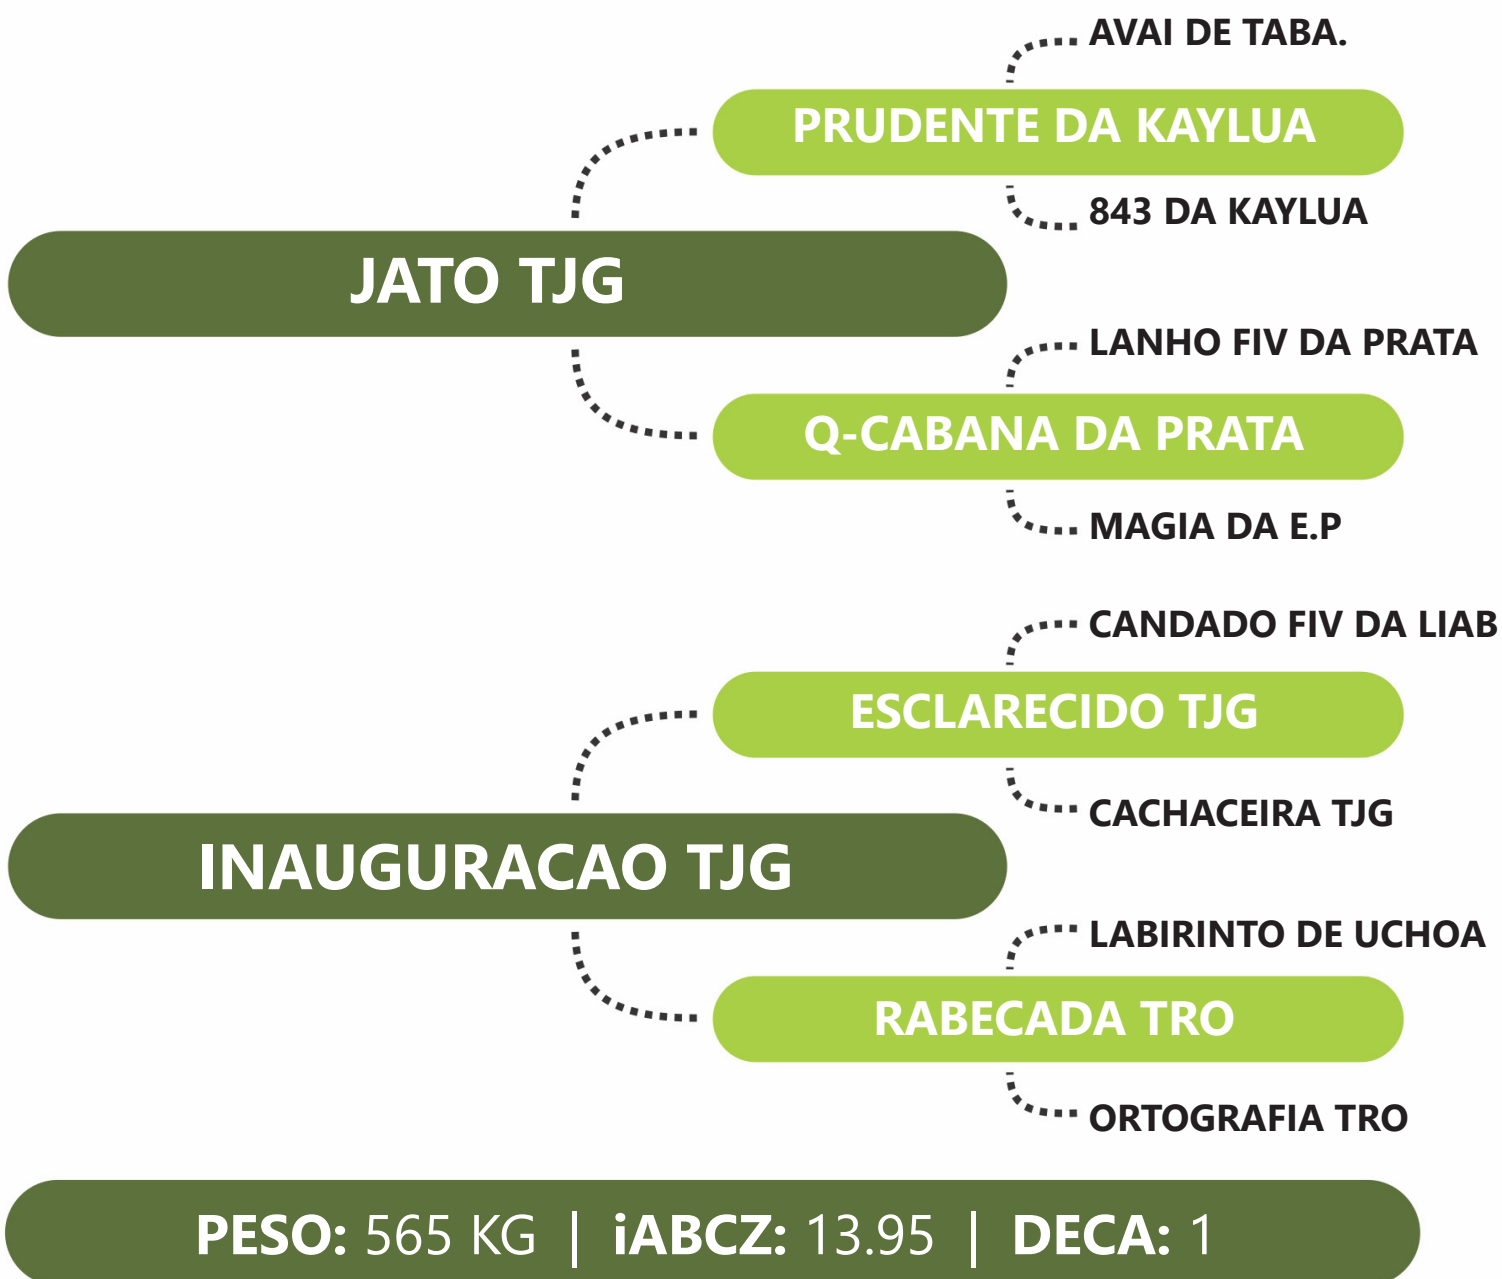 AVAI DE TABA.
PRUDENTE DA KAYLUA
843 DA KAYLUA
JATO TJG
LANHO FIV DA PRATA
Q-CABANA DA PRATA
MAGIA DA E.P
CANDADO FIV DA LIAB
ESCLARECIDO TJG
CACHACEIRA TJG
INAUGURACAO TJG
LABIRINTO DE UCHOA
RABECADA TRO
ORTOGRAFIA TRO
PESO: 565 KG | iABCZ: 13.95 | DECA: 1